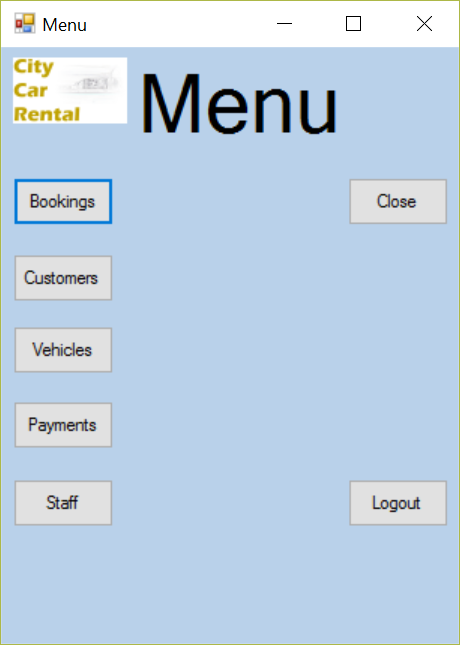 Menu
City
Car
Rental
Menu
Bookings
Close
Customers
Vehicles
Payments
Staff
Logout